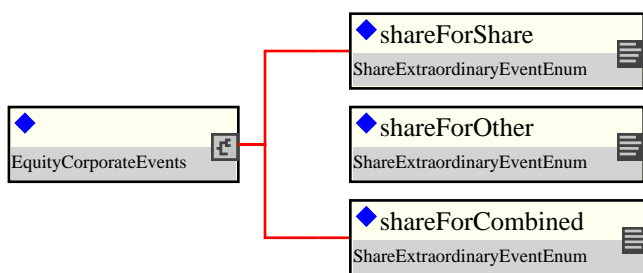 shareForShare
ShareExtraordinaryEventEnum
EquityCorporateEvents
shareForOther
ShareExtraordinaryEventEnum
shareForCombined
ShareExtraordinaryEventEnum